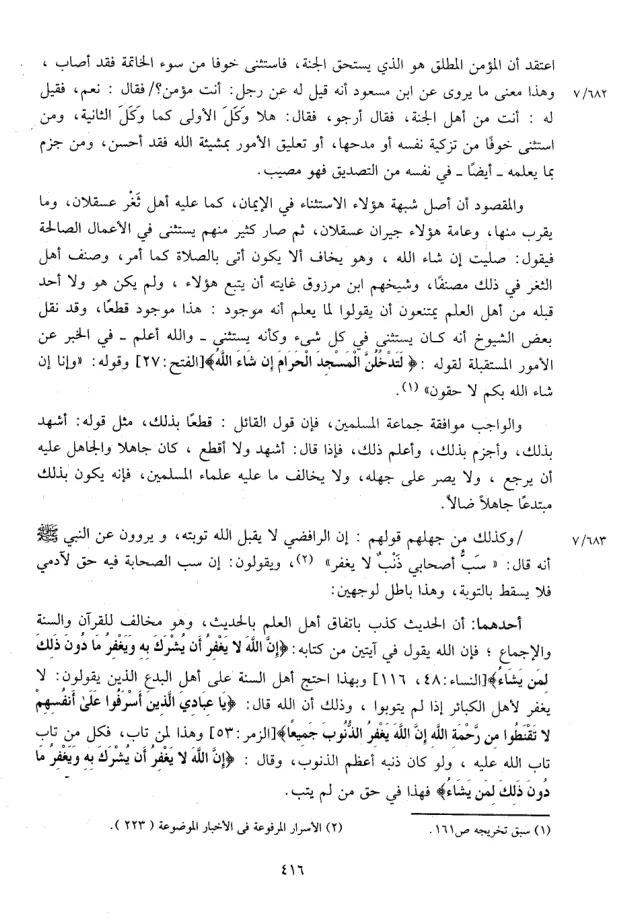 اعتقد أن المؤمن المطلق هو الذي يستحق الجنة، فاستثنى خوفا من سوء الخاتمة فقد أصاب ،
٧/٦٨٢ وهذا معنى ما يروى عن ابن مسعود أنه قيل له عن رجل: أنت مؤمن؟/ فقال : نعم، فقيل
له : أنت من أهل الجنة، فقال أرجو، فقال: هلا وَكَلَ الأولى كما وَكَلَ الثانية، ومن
استثنى خوفًا من تزكية نفسه أو مدحها، أو تعليق الأمور بمشيئة الله فقد أحسن، ومن جزم
بما يعلمه ـ أيضًا ـ في نفسه من التصديق فهو مصيب.
والمقصود أن أصل شبهة هؤلاء الاستثناء في الإيمان، كما عليه أهل ثَغْر عسقلان، وما
يقرب منها، وعامة هؤلاء جيران عسقلان، ثم صار كثير منهم يستثنى في الأعمال الصالحة
فيقول: صليت إن شاء الله ، وهو يخاف ألا يكون أتى بالصلاة كما أمر، وصنف أهل
الثغر في ذلك مصنفًا، وشيخهم ابن مرزوق غايته أن يتبع هؤلاء ، ولم يكن هو ولا أحد
قبله من أهل العلم يمتنعون أن يقولوا لما يعلم أنه موجود : هذا موجود قطعًا، وقد نقل
بعض الشيوخ أنه كـان يستثنى في كل شىء وكأنه يستثنى ـ والله أعلم ـ في الخبر عن
الأمور المستقبلة لقوله : ﴿ لَتَدْخُلُنَّ الْمَسْجِدَ الْحَرَامَ إِن شَاءَ اللَّهُ﴾[الفتح:٢٧] وقوله: «وإنا إن
شاء الله بكم لا حقون» (١).
والواجب موافقة جماعة المسلمين، فإن قول القائل : قطعًا بذلك، مثل قوله: أشهد
بذلك، وأجزم بذلك، وأعلم ذلك، فإذا قال: أشهد ولا أقطع ، كان جاهلا والجاهل عليه
أن يرجع ، ولا يصر على جهله، ولا يخالف ما عليه علماء المسلمين، فإنه يكون بذلك
مبتدعًا جاهلاً ضالاً.
٧/٦٨٣ /وكذلك من جهلهم قولهم : إن الرافضي لا يقبل الله توبته، و يروون عن النبي ﷺ
أنه قال: « سَبُّ أصحابي ذَنْبٌ لا يغفر» (٢)، ويقولون: إن سب الصحابة فيه حق لآدمي
فلا يسقط بالتوبة، وهذا باطل لوجهين:
أحدهما: أن الحديث كذب باتفاق أهل العلم بالحديث، وهو مخالف للقرآن والسنة
والإجماع ؛ فإن الله يقول في آيتين من كتابه: ﴿إِنَّ اللَّهَ لا يَغْفِرُ أَن يُشْرَكَ بِهِ وَيَغْفِرُ مَا دُونَ ذَلِكَ
لِمَن يَشَاءُ﴾[النساء:٤٨، ١١٦] وبهذا احتج أهل السنة على أهل البدع الذين يقولون: لا
يغفر لأهل الكبائر إذا لم يتوبوا ، وذلك أن الله قال: ﴿يَا عِبَادِيَ الَّذِينَ أَسْرَفُوا عَلَىٰ أَنفُسِهِمْ
لا تَقْنَطُوا مِن رَّحْمَةِ اللَّهِ إِنَّ اللَّهَ يَغْفِرُ الذُّنُوبَ جَمِيعًا﴾[الزمر:٥٣] وهذا لمن تاب، فكل من تاب
تاب الله عليه ، ولو كان ذنبه أعظم الذنوب، وقال : ﴿إِنَّ اللَّهَ لا يَغْفِرُ أَن يُشْرَكَ بِهِ وَيَغْفِرُ مَا
دُونَ ذَلِكَ لِمَن يَشَاءُ﴾ فهذا في حق من لم يتب.
(١) سبق تخريجه ص١٦١. (٢) الأسرار المرفوعة فى الأخبار الموضوعة ( ٢٢٣ ).
٤١٦